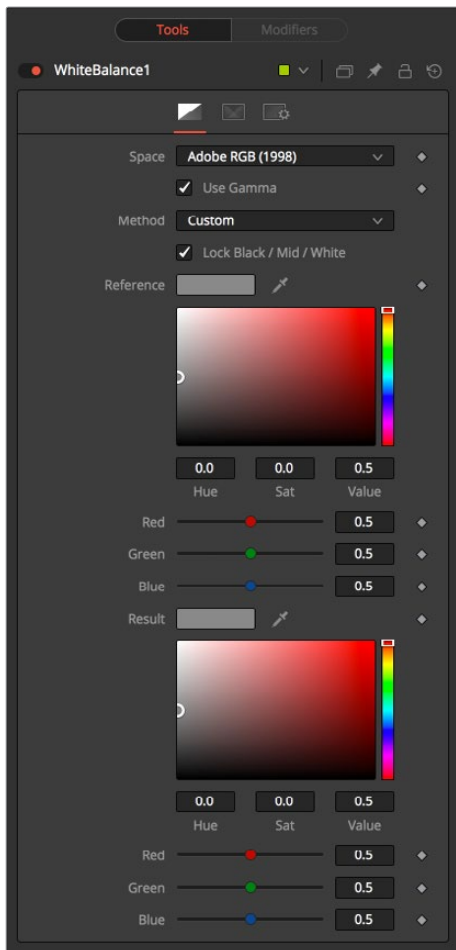 Tools Modifiers
WhiteBalance1
Space Adobe RGB (1998)
Use Gamma
Method Custom
Lock Black / Mid / White
Reference
0.0 0.0 0.5
Hue Sat Value
Red 0.5
Green 0.5
Blue 0.5
Result
0.0 0.0 0.5
Hue Sat Value
Red 0.5
Green 0.5
Blue 0.5